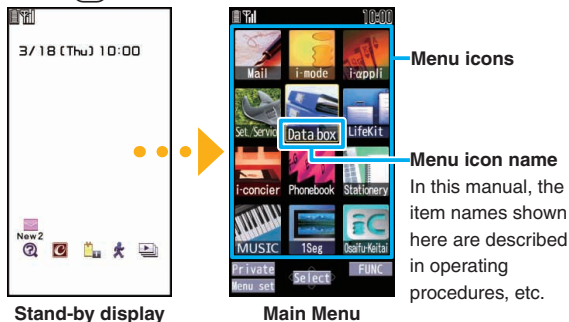 3/18 (Thu) 10:00
New2
Stand-by display
10:00
Mail i-mode i-αppli
Set./Service Data box LifeKit
i-concier Phonebook Stationery
MUSIC 1Seg Osaifu-Keitai
Private Select FUNC
Menu set
Main Menu
Menu icons
Menu icon name
In this manual, the
item names shown
here are described
in operating
procedures, etc.